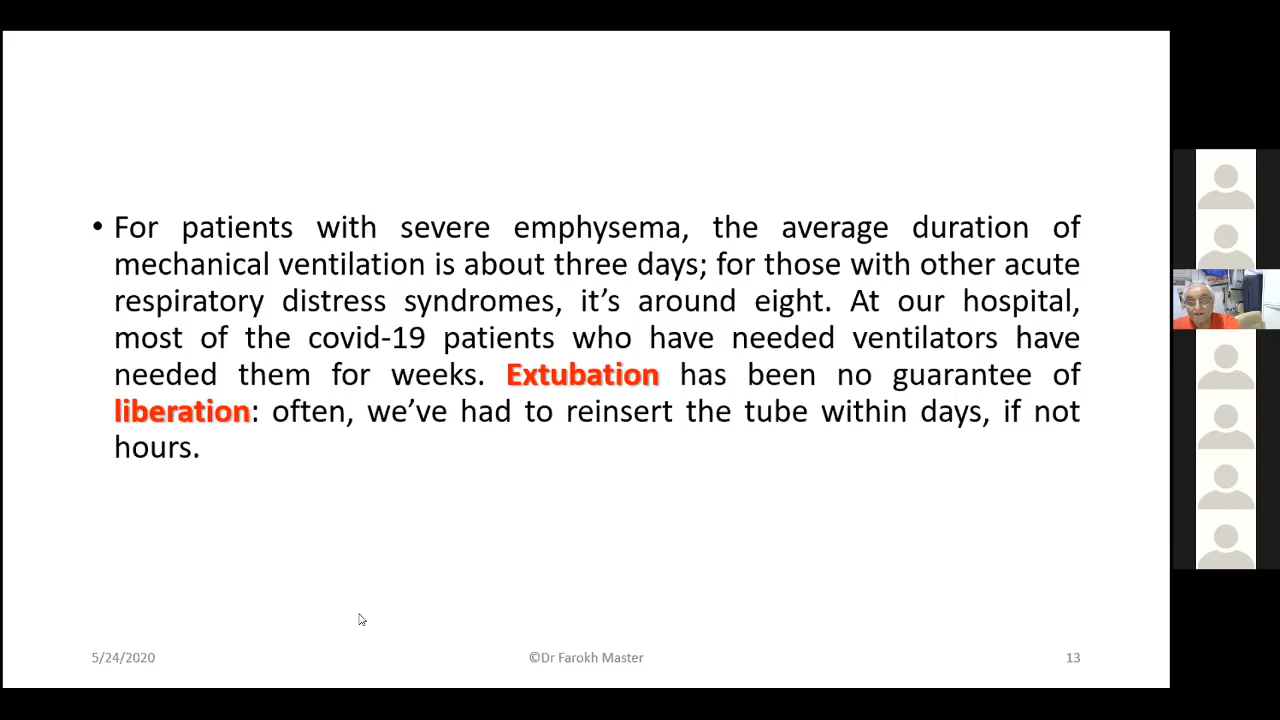 • For patients with severe emphysema, the average duration of
mechanical ventilation is about three days; for those with other acute
respiratory distress syndromes, it’s around eight. At our hospital,
most of the covid-19 patients who have needed ventilators have
needed them for weeks. Extubation has been no guarantee of
liberation: often, we’ve had to reinsert the tube within days, if not
hours.
5/24/2020
©Dr Farokh Master
13